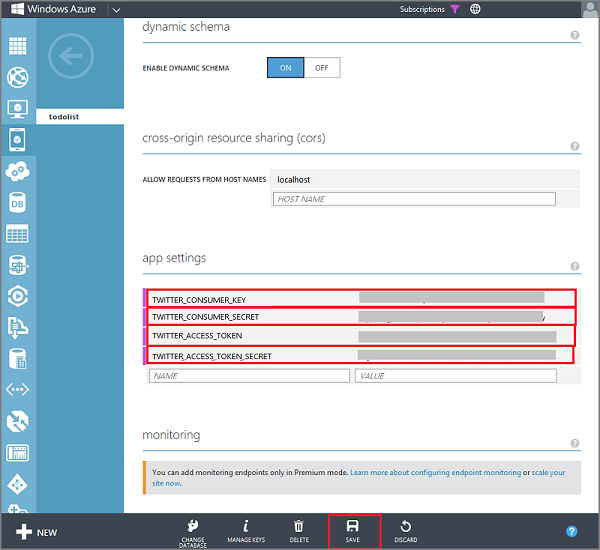 Windows Azure
Subscriptions
dynamic schema
ENABLE DYNAMIC SCHEMA ON OFF
todolist
cross-origin resource sharing (cors)
ALLOW REQUESTS FROM HOST NAMES localhost
HOST NAME
DB
app settings
TWITTER_CONSUMER_KEY
TWITTER_CONSUMER_SECRET
TWITTER_ACCESS_TOKEN
TWITTER_ACCESS_TOKEN_SECRET
NAME VALUE
monitoring
You can add monitoring endpoints only in Premium mode. Learn more about configuring endpoint monitoring or scale your
site now.
NEW
CHANGE
DATABASE
MANAGE KEYS
DELETE
SAVE
DISCARD